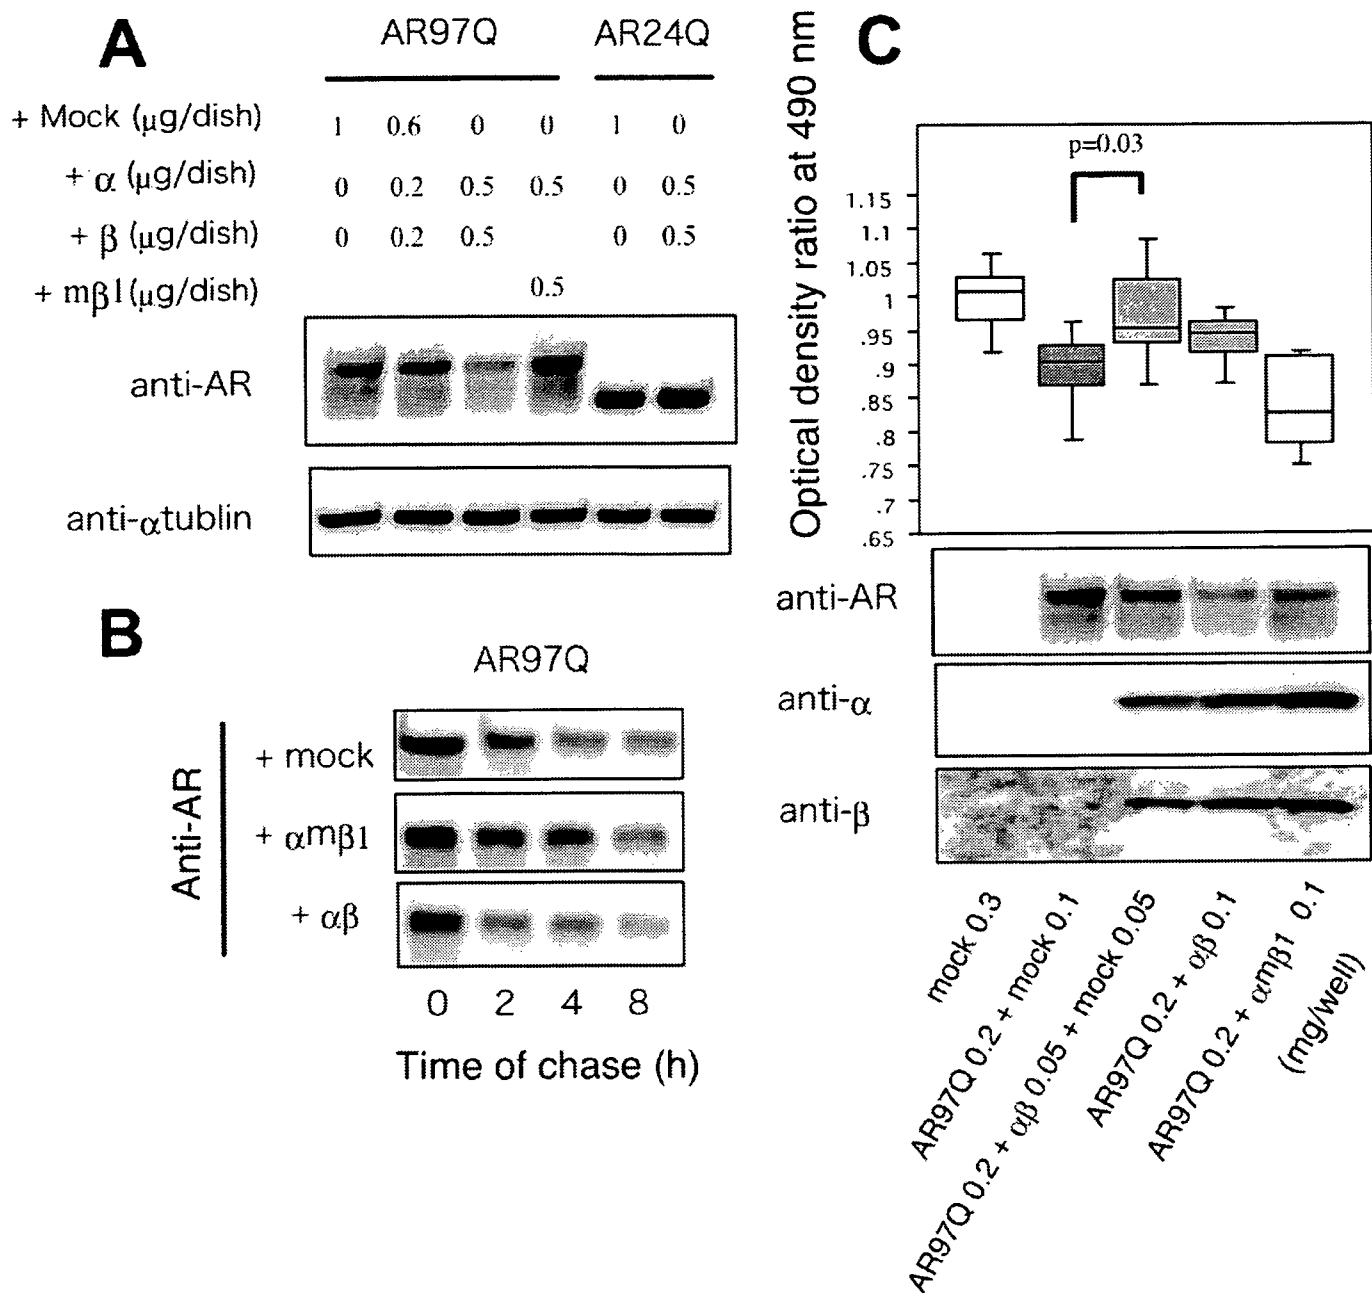 A
AR97Q AR24Q
+ Mock (μg/dish) 1 0.6 0 0 1 0
+ α (μg/dish) 0 0.2 0.5 0.5 0 0.5
+ β (μg/dish) 0 0.2 0.5 0 0.5
+ mβ1(μg/dish) 0.5
anti-AR
anti-αtublin
B
AR97Q
Anti-AR
+ mock
+ αmβ1
+ αβ
0 2 4 8
Time of chase (h)
C
Optical density ratio at 490 nm
p=0.03
1.15
1.1
1.05
1
.95
.9
.85
.8
.75
.7
.65
anti-AR
anti-α
anti-β
mock 0.3
AR97Q 0.2 + mock 0.1
AR97Q 0.2 + αβ 0.05 + mock 0.05
AR97Q 0.2 + αβ 0.1
AR97Q 0.2 + αmβ1 0.1
(mg/well)